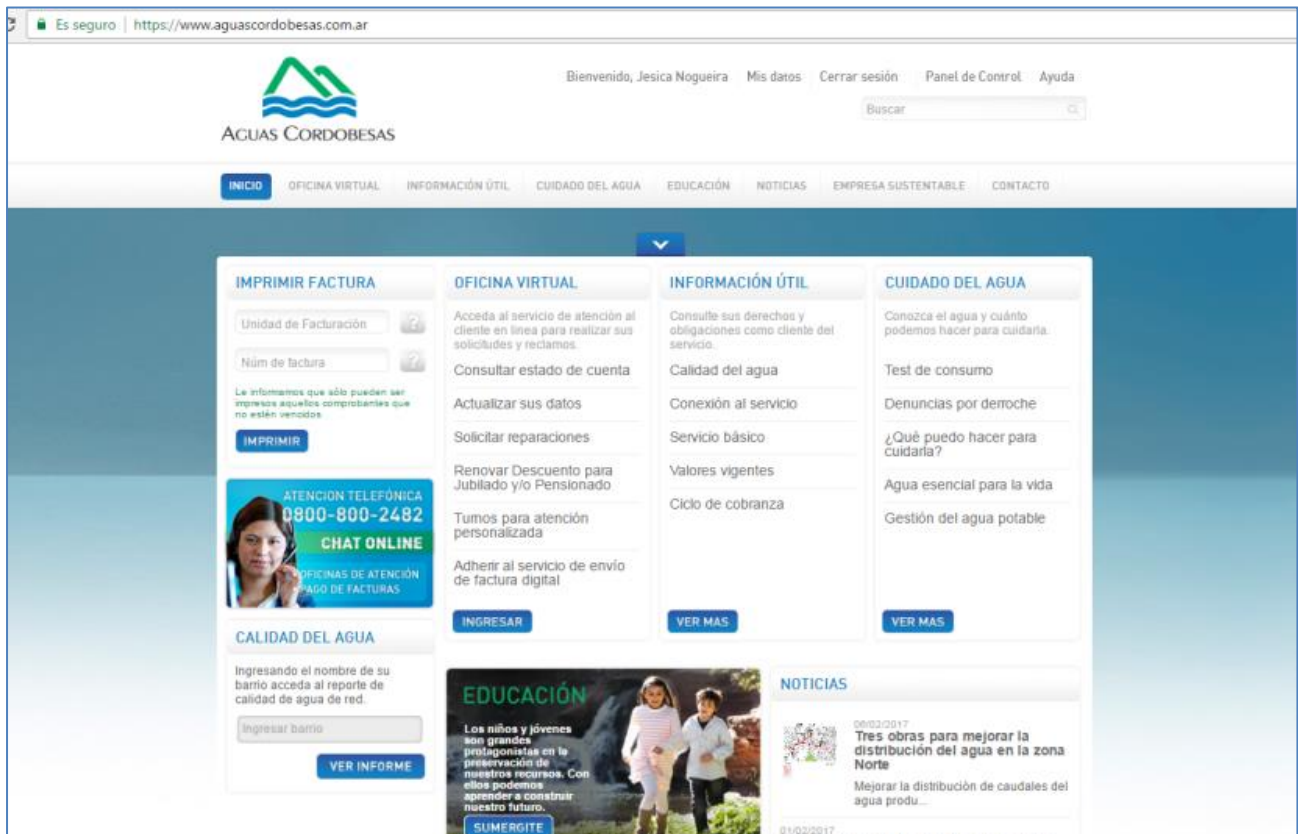 Es seguro | https://www.aguascordobesas.com.ar
Bienvenido, Jesica Nogueira Mis datos Cerrar sesión Panel de Control Ayuda
Buscar
AGUAS CORDOBESAS
INICIO OFICINA VIRTUAL INFORMACIÓN ÚTIL CUIDADO DEL AGUA EDUCACIÓN NOTICIAS EMPRESA SUSTENTABLE CONTACTO
IMPRIMIR FACTURA
Unidad de Facturación ?
Núm de factura ?
Le informamos que sólo pueden ser
impresos aquellos comprobantes que
no estén vencidos
IMPRIMIR
ATENCION TELEFÓNICA
0800-800-2482
CHAT ONLINE
OFICINAS DE ATENCIÓN
PAGO DE FACTURAS
CALIDAD DEL AGUA
Ingresando el nombre de su
barrio acceda al reporte de
calidad de agua de red.
Ingresar barrio
VER INFORME
OFICINA VIRTUAL
Acceda al servicio de atención al
cliente en línea para realizar sus
solicitudes y reclamos.
Consultar estado de cuenta
Actualizar sus datos
Solicitar reparaciones
Renovar Descuento para
Jubilado y/o Pensionado
Turnos para atención
personalizada
Adherir al servicio de envío
de factura digital
INGRESAR
INFORMACIÓN ÚTIL
Consulte sus derechos y
obligaciones como cliente del
servicio.
Calidad del agua
Conexión al servicio
Servicio básico
Valores vigentes
Ciclo de cobranza
VER MAS
CUIDADO DEL AGUA
Conozca el agua y cuánto
podemos hacer para cuidarla.
Test de consumo
Denuncias por derroche
¿Qué puedo hacer para
cuidarla?
Agua esencial para la vida
Gestión del agua potable
VER MAS
EDUCACIÓN
Los niños y jóvenes
son grandes
protagonistas en la
preservación de
nuestros recursos. Con
ellos podemos
aprender a construir
nuestro futuro.
SUMERGITE
NOTICIAS
06/02/2017
Tres obras para mejorar la
distribución del agua en la zona
Norte
Mejorar la distribución de caudales del
agua produ...
01/02/2017